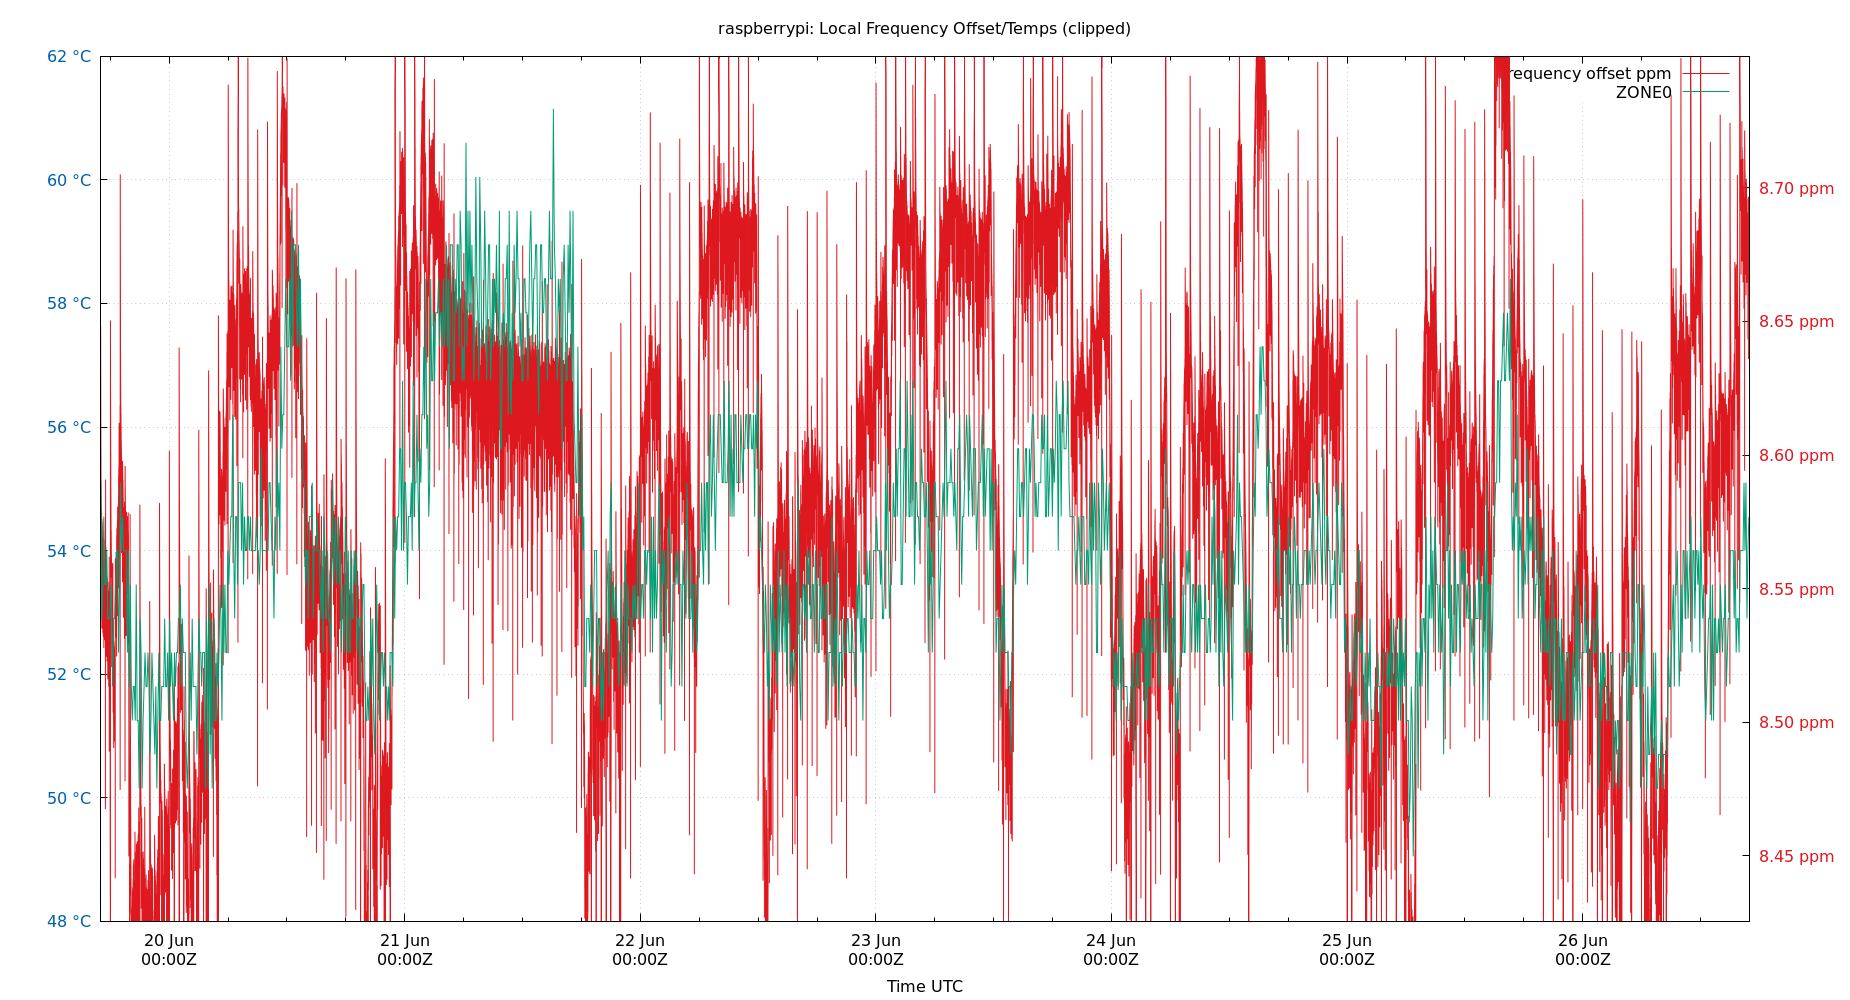 raspberrypi: Local Frequency Offset/Temps (clipped)
62 °C
60 °C
58 °C
56 °C
54 °C
52 °C
50 °C
48 °C
requency offset ppm
ZONE0
8.70 ppm
8.65 ppm
8.60 ppm
8.55 ppm
8.50 ppm
8.45 ppm
20 Jun
00:00Z
21 Jun
00:00Z
22 Jun
00:00Z
23 Jun
00:00Z
24 Jun
00:00Z
25 Jun
00:00Z
26 Jun
00:00Z
Time UTC